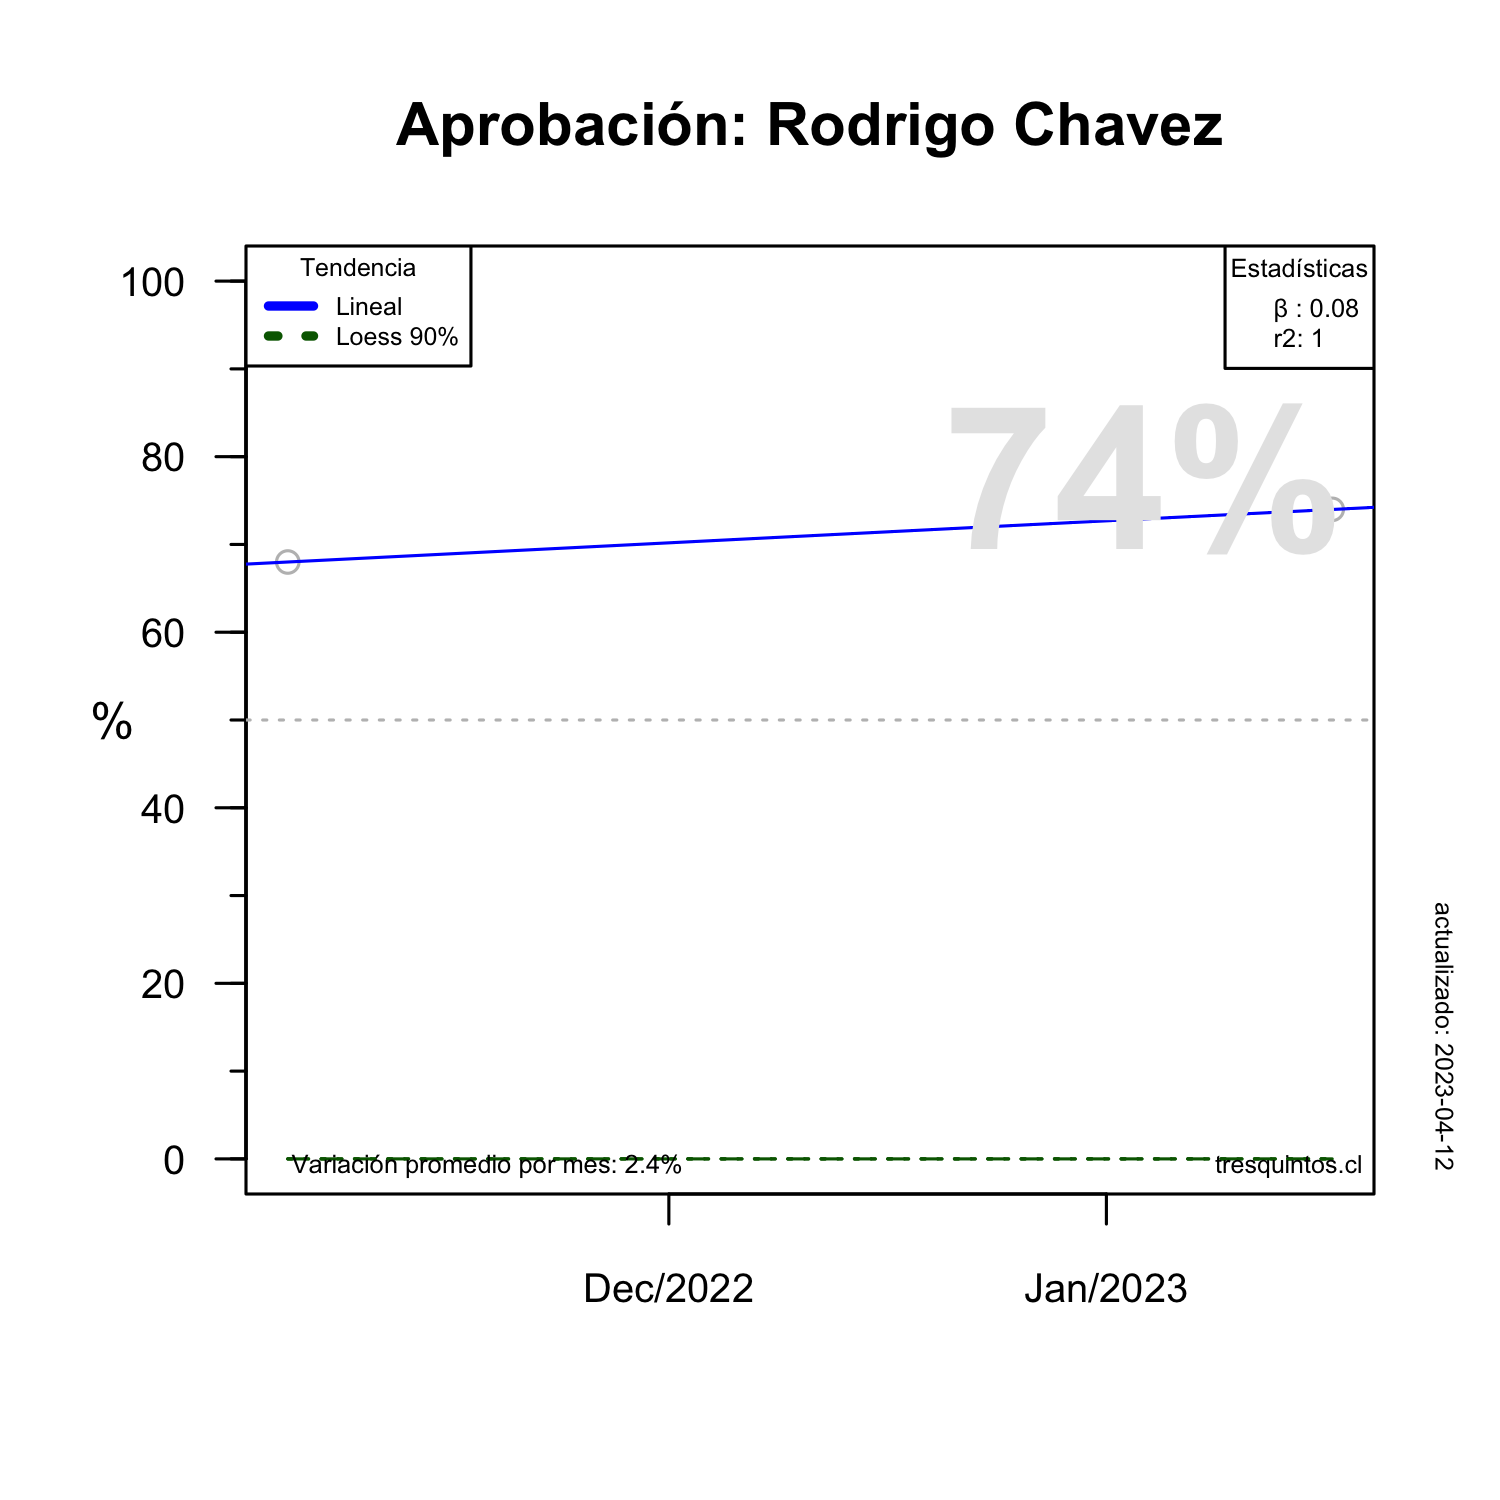 Aprobación: Rodrigo Chavez
Tendencia
Lineal
Loess 90%
Estadísticas
β : 0.08
r2: 1
74%
100
80
60
40
20
0
%
Variación promedio por mes: 2.4%
tresquintos.cl
Dec/2022
Jan/2023
actualizado: 2023-04-12